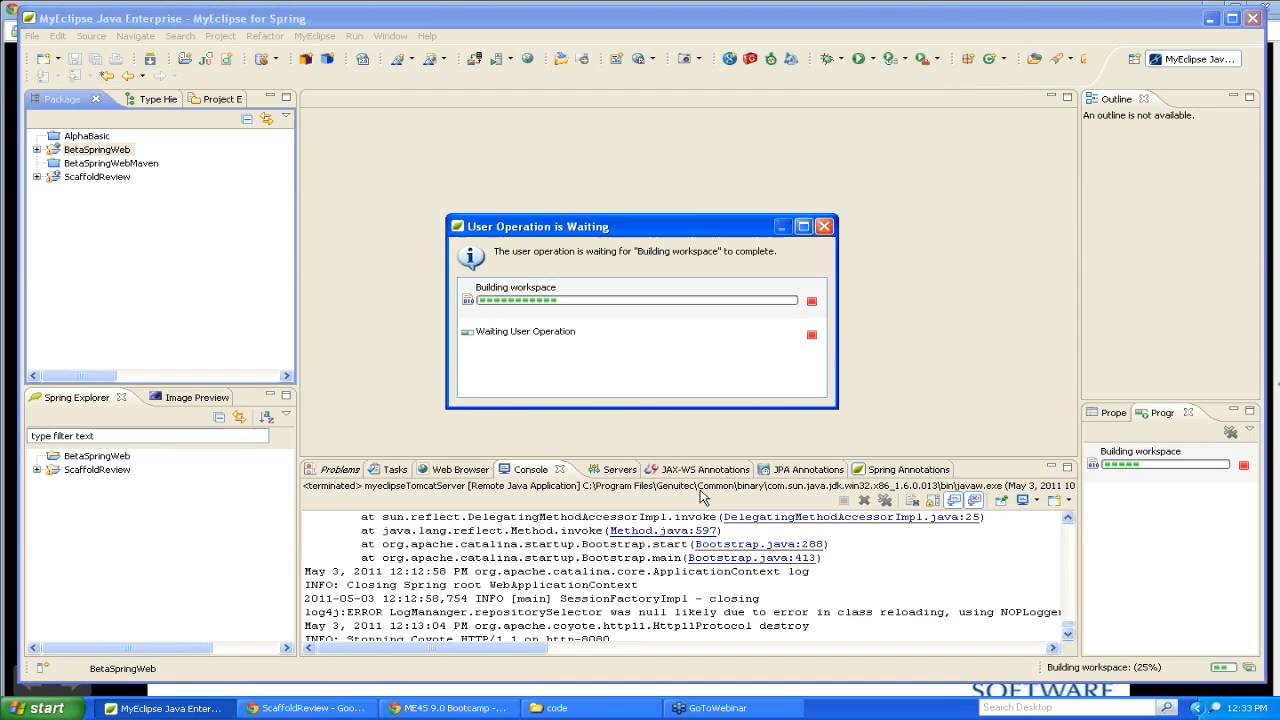 MyEclipse Java Enterprise - MyEclipse for Spring
File Edit Source Navigate Search Project Refactor MyEclipse Run Window Help
MyEclipse Jav...
Package
Type Hie
Project E
AlphaBasic
BetaSpringWeb
BetaSpringWebMaven
ScaffoldReview
Outline
An outline is not available.
User Operation is Waiting
The user operation is waiting for "Building workspace" to complete.
Building workspace
Waiting User Operation
Spring Explorer
Image Preview
type filter text
BetaSpringWeb
ScaffoldReview
Prope
Progr
Building workspace
Problems Tasks Web Browser Console Servers JAX-WS Annotations JPA Annotations Spring Annotations
<terminated> myeclipseTomcatServer [Remote Java Application] C:\Program Files\Genuitec\Common\binary\com.sun.java.jdk.win32.x86_1.6.0.013\bin\javaw.exe (May 3, 2011 10
at sun.reflect.DelegatingMethodAccessorImpl.invoke(DelegatingMethodAccessorImpl.java:25)
at java.lang.reflect.Method.invoke(Method.java:597)
at org.apache.catalina.startup.Bootstrap.start(Bootstrap.java:288)
at org.apache.catalina.startup.Bootstrap.main(Bootstrap.java:413)
May 3, 2011 12:12:58 PM org.apache.catalina.core.ApplicationContext log
INFO: Closing Spring root WebApplicationContext
2011-05-03 12:12:58,754 INFO [main] SessionFactoryImpl - closing
log4j:ERROR LogMananger.repositorySelector was null likely due to error in class reloading, using NOPLogger
May 3, 2011 12:13:04 PM org.apache.coyote.http11.Http11Protocol destroy
INFO: Stopping Coyote HTTP/1.1 on http-8080
BetaSpringWeb
Building workspace: (25%)
SOFTWARE
start
MyEclipse Java Enter...
ScaffoldReview - Goo...
ME4S 9.0 Bootcamp - ...
code
GoToWebinar
Search Desktop
12:33 PM